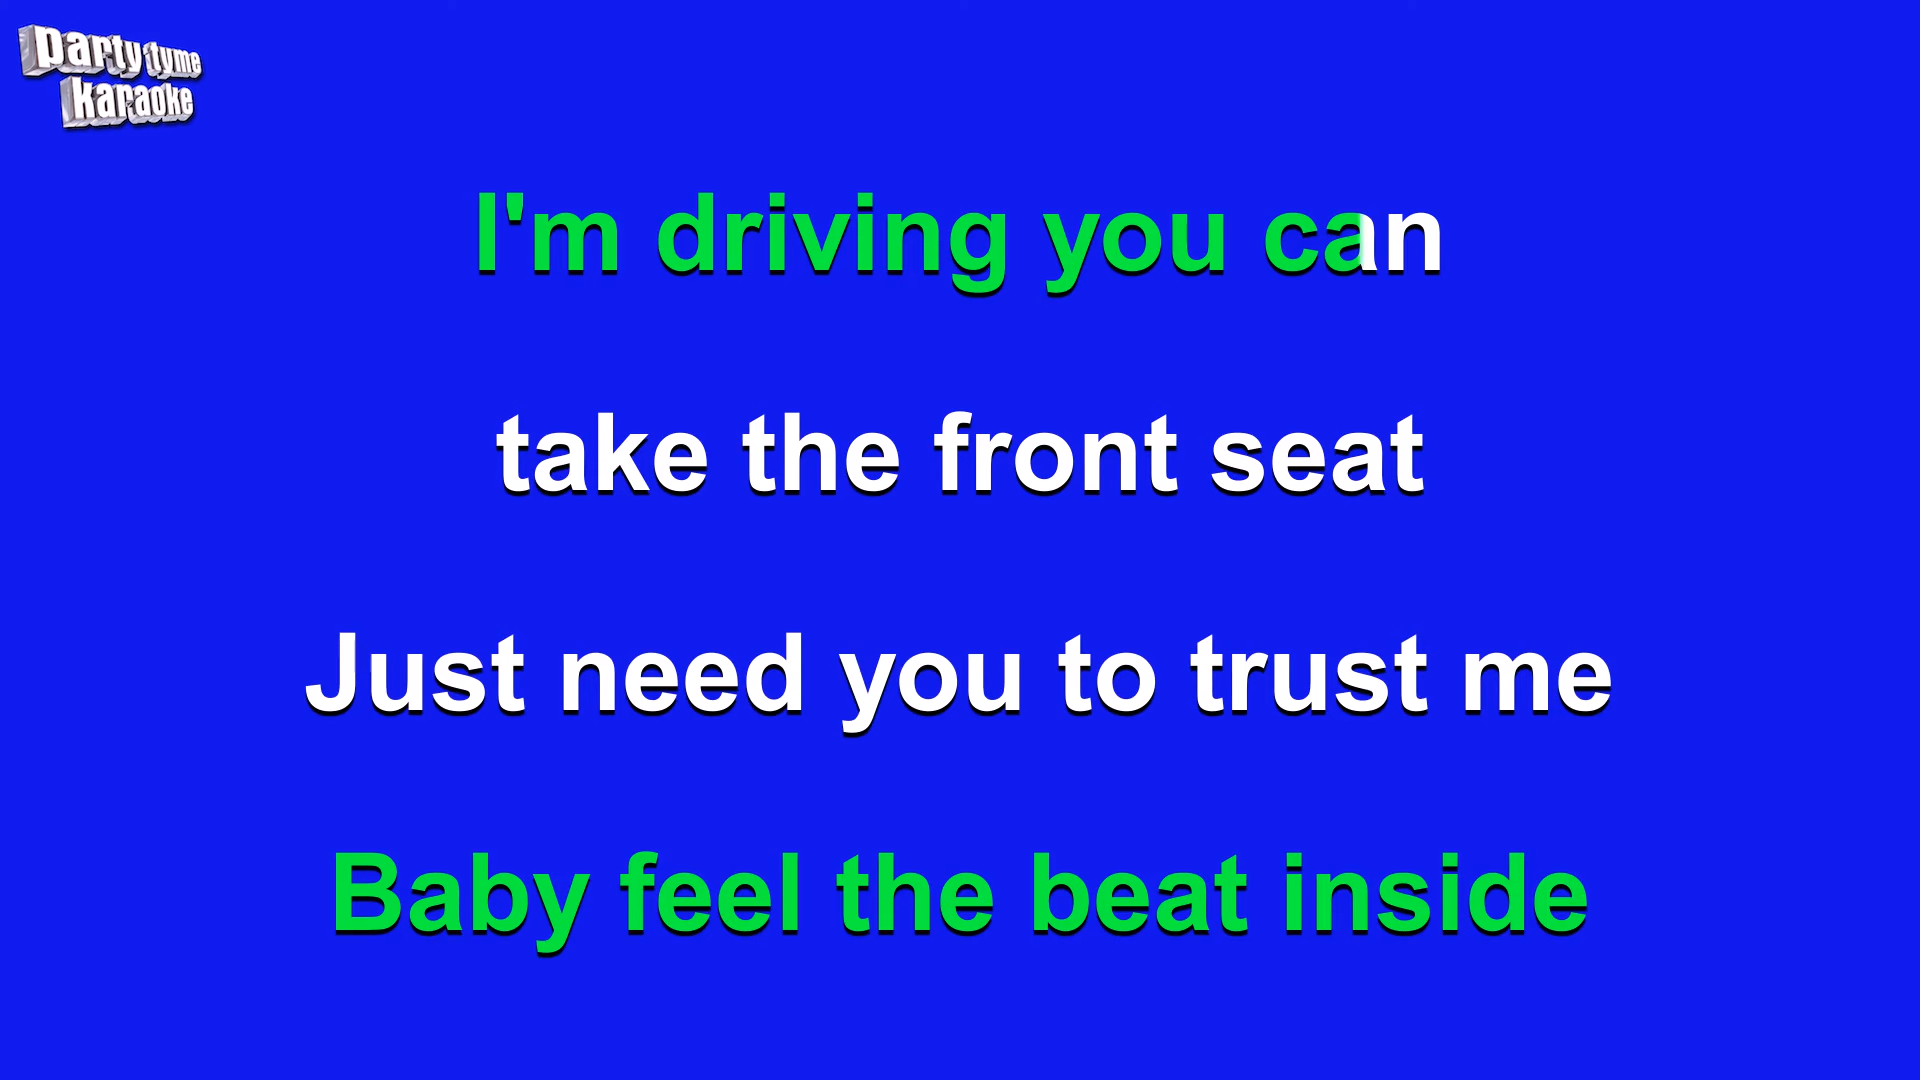 party tyme
karaoke
I'm driving you can
take the front seat
Just need you to trust me
Baby feel the beat inside